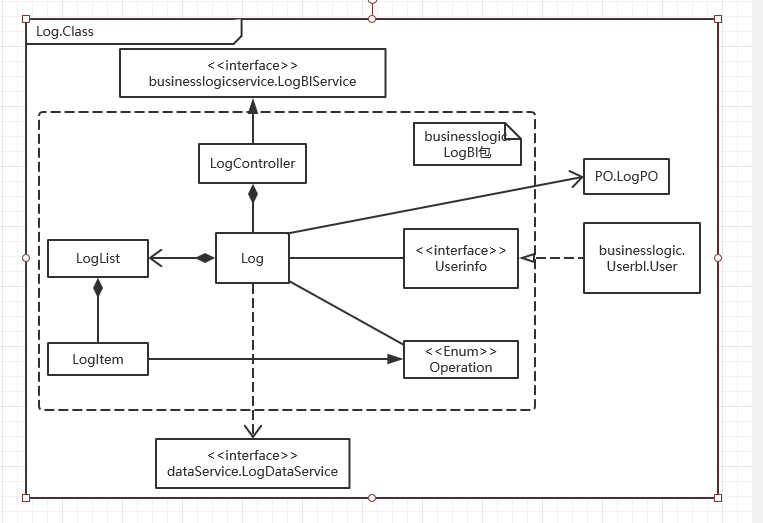 Log.Class
<<interface>>
businesslogicservice.LogBlService
businesslogic.
LogBl包
LogController
PO.LogPO
LogList
Log
<<interface>>
Userinfo
businesslogic.
Userbl.User
LogItem
<<Enum>>
Operation
<<interface>>
dataService.LogDataService